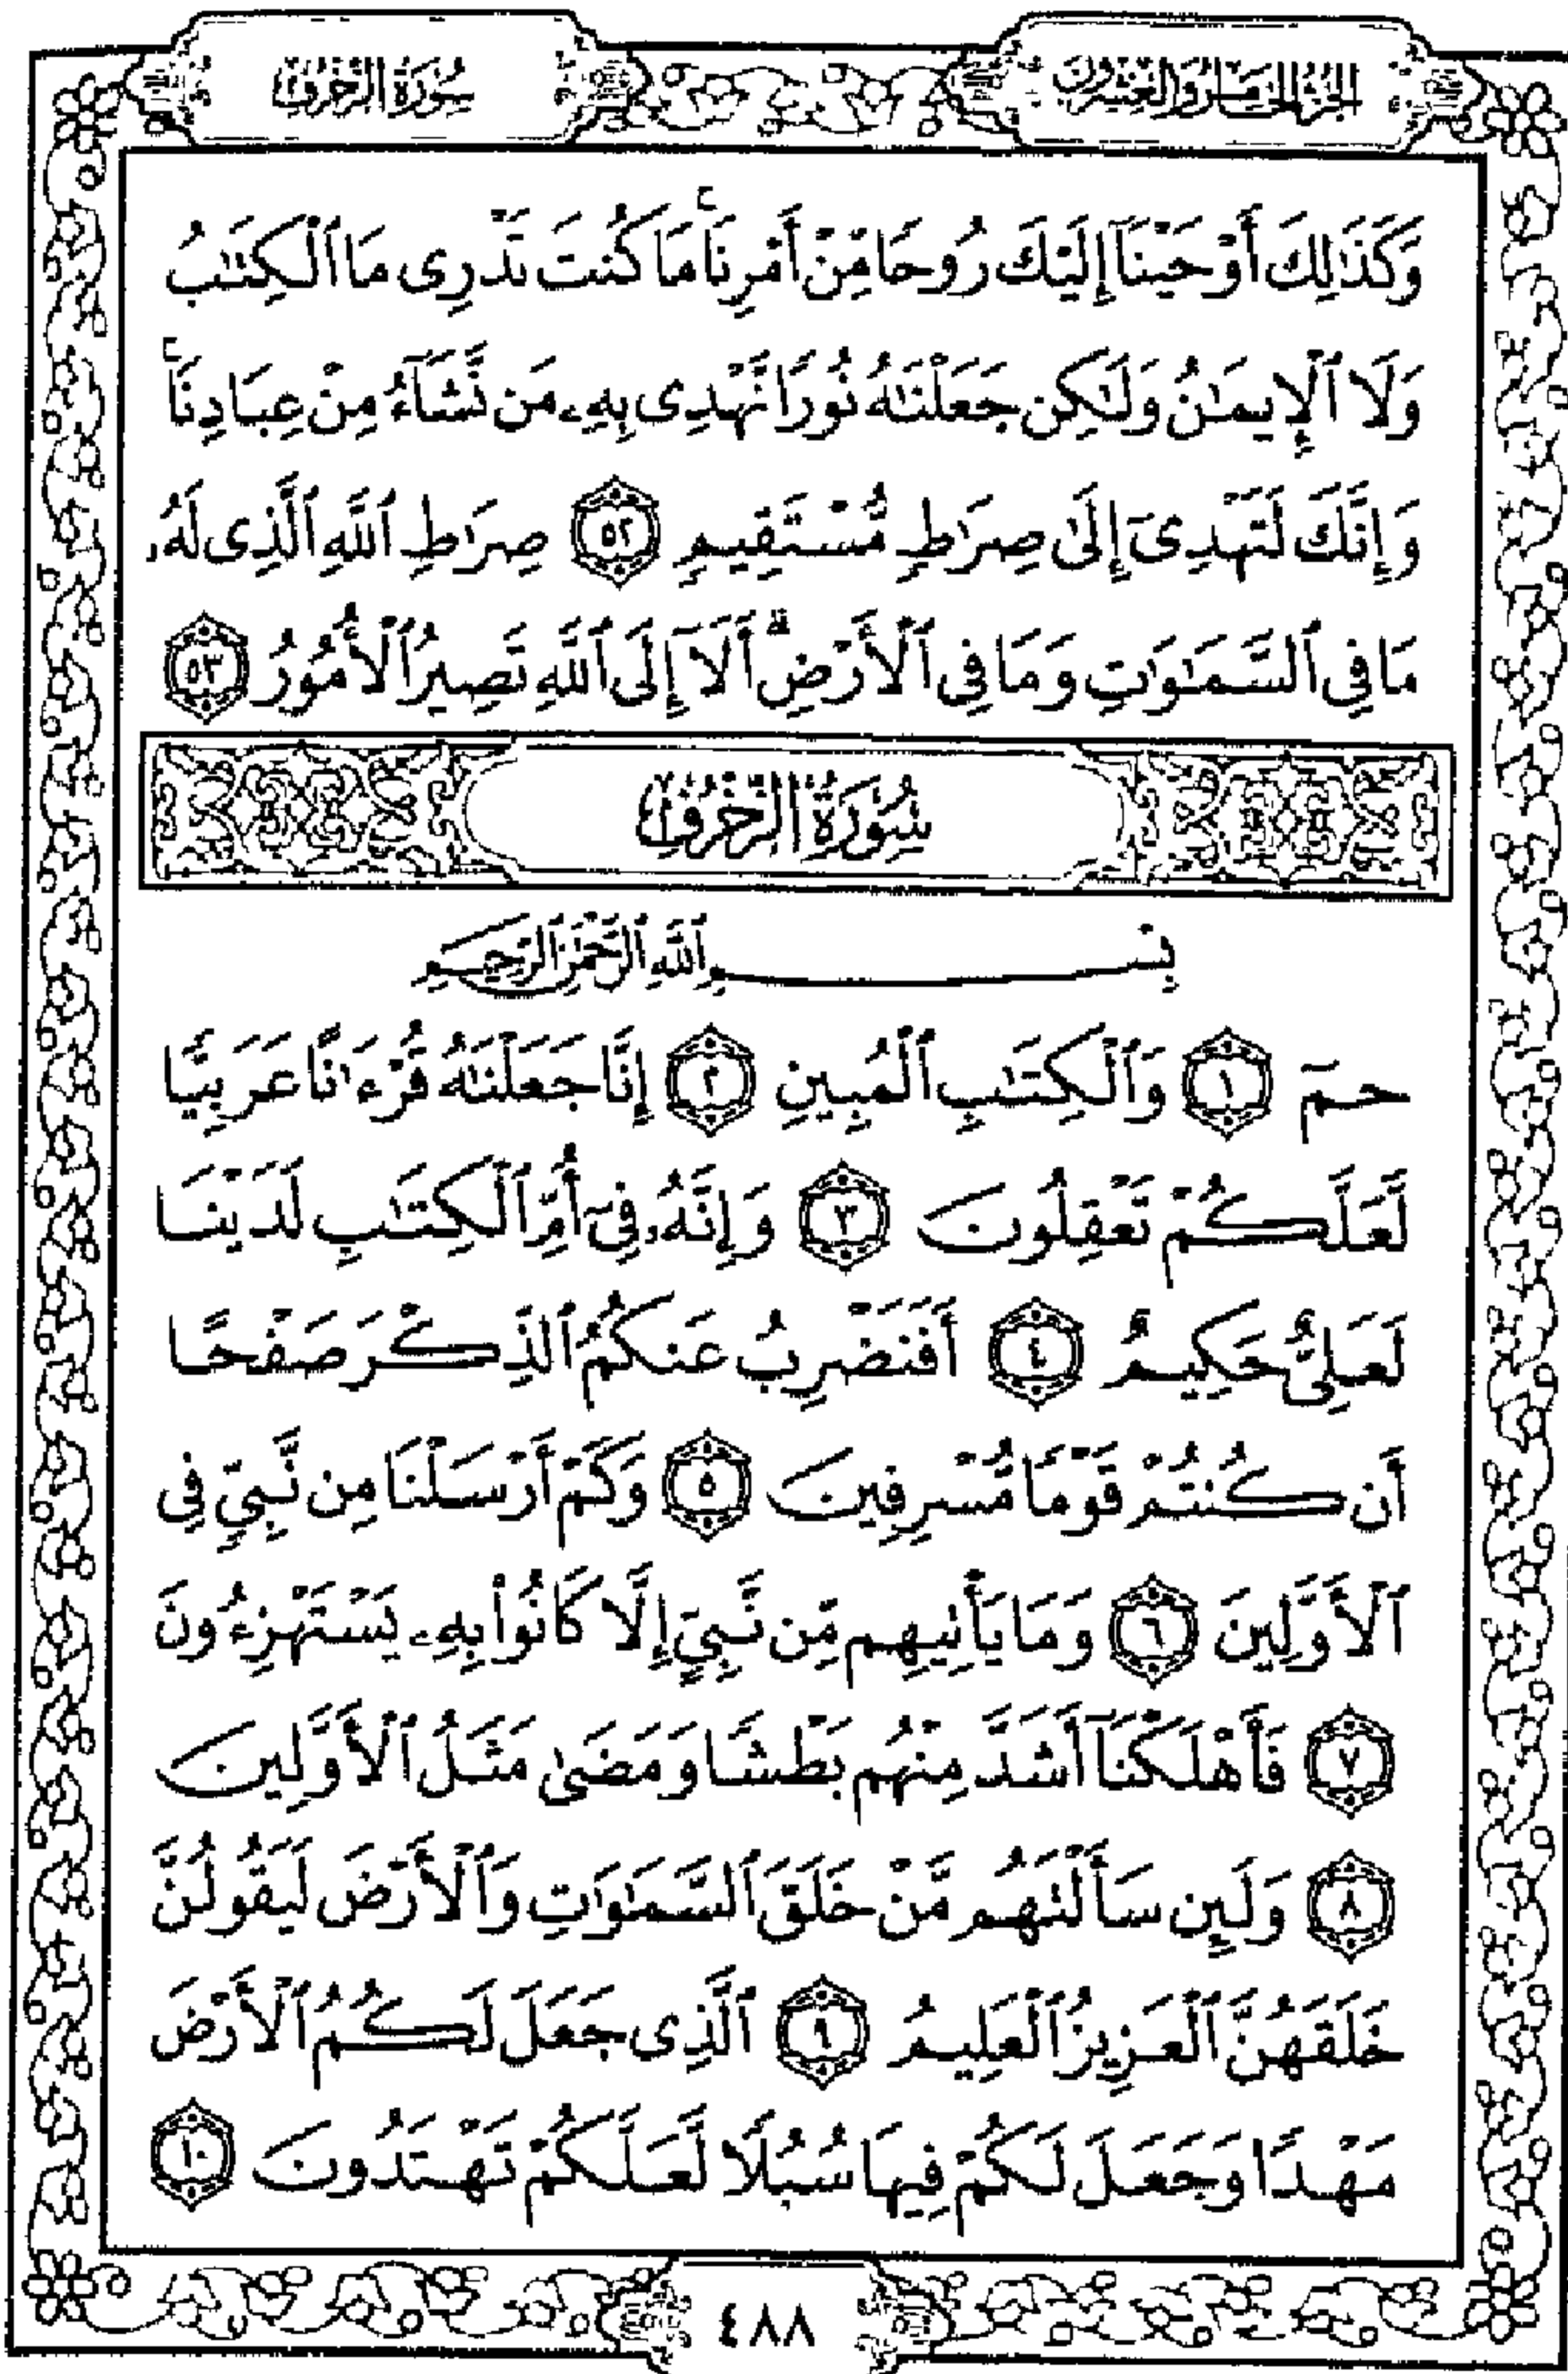 الجزء الخامس والعشرون
سورة الزخرف
وَكَذَٰلِكَ أَوْحَيْنَآ إِلَيْكَ رُوحًا مِّنْ أَمْرِنَا ۚ مَا كُنتَ تَدْرِى مَا ٱلْكِتَـٰبُ
وَلَا ٱلْإِيمَـٰنُ وَلَـٰكِن جَعَلْنَـٰهُ نُورًا نَّهْدِى بِهِۦ مَن نَّشَآءُ مِنْ عِبَادِنَا ۚ
وَإِنَّكَ لَتَهْدِىٓ إِلَىٰ صِرَٰطٍ مُّسْتَقِيمٍ ٥٢ صِرَٰطِ ٱللَّهِ ٱلَّذِى لَهُۥ
مَا فِى ٱلسَّمَـٰوَٰتِ وَمَا فِى ٱلْأَرْضِ ۗ أَلَآ إِلَى ٱللَّهِ تَصِيرُ ٱلْأُمُورُ ٥٣
سُورَةُ الزُّخْرُفِ
بِسْمِ ٱللَّهِ ٱلرَّحْمَـٰنِ ٱلرَّحِيمِ
حمٓ ١ وَٱلْكِتَـٰبِ ٱلْمُبِينِ ٢ إِنَّا جَعَلْنَـٰهُ قُرْءَٰنًا عَرَبِيًّا
لَّعَلَّكُمْ تَعْقِلُونَ ٣ وَإِنَّهُۥ فِىٓ أُمِّ ٱلْكِتَـٰبِ لَدَيْنَا
لَعَلِىٌّ حَكِيمٌ ٤ أَفَنَضْرِبُ عَنكُمُ ٱلذِّكْرَ صَفْحًا
أَن كُنتُمْ قَوْمًا مُّسْرِفِينَ ٥ وَكَمْ أَرْسَلْنَا مِن نَّبِىٍّ فِى
ٱلْأَوَّلِينَ ٦ وَمَا يَأْتِيهِم مِّن نَّبِىٍّ إِلَّا كَانُوا۟ بِهِۦ يَسْتَهْزِءُونَ
٧ فَأَهْلَكْنَآ أَشَدَّ مِنْهُم بَطْشًا وَمَضَىٰ مَثَلُ ٱلْأَوَّلِينَ
٨ وَلَئِن سَأَلْتَهُم مَّنْ خَلَقَ ٱلسَّمَـٰوَٰتِ وَٱلْأَرْضَ لَيَقُولُنَّ
خَلَقَهُنَّ ٱلْعَزِيزُ ٱلْعَلِيمُ ٩ ٱلَّذِى جَعَلَ لَكُمُ ٱلْأَرْضَ
مَهْدًا وَجَعَلَ لَكُمْ فِيهَا سُبُلًا لَّعَلَّكُمْ تَهْتَدُونَ ١٠
٤٨٨